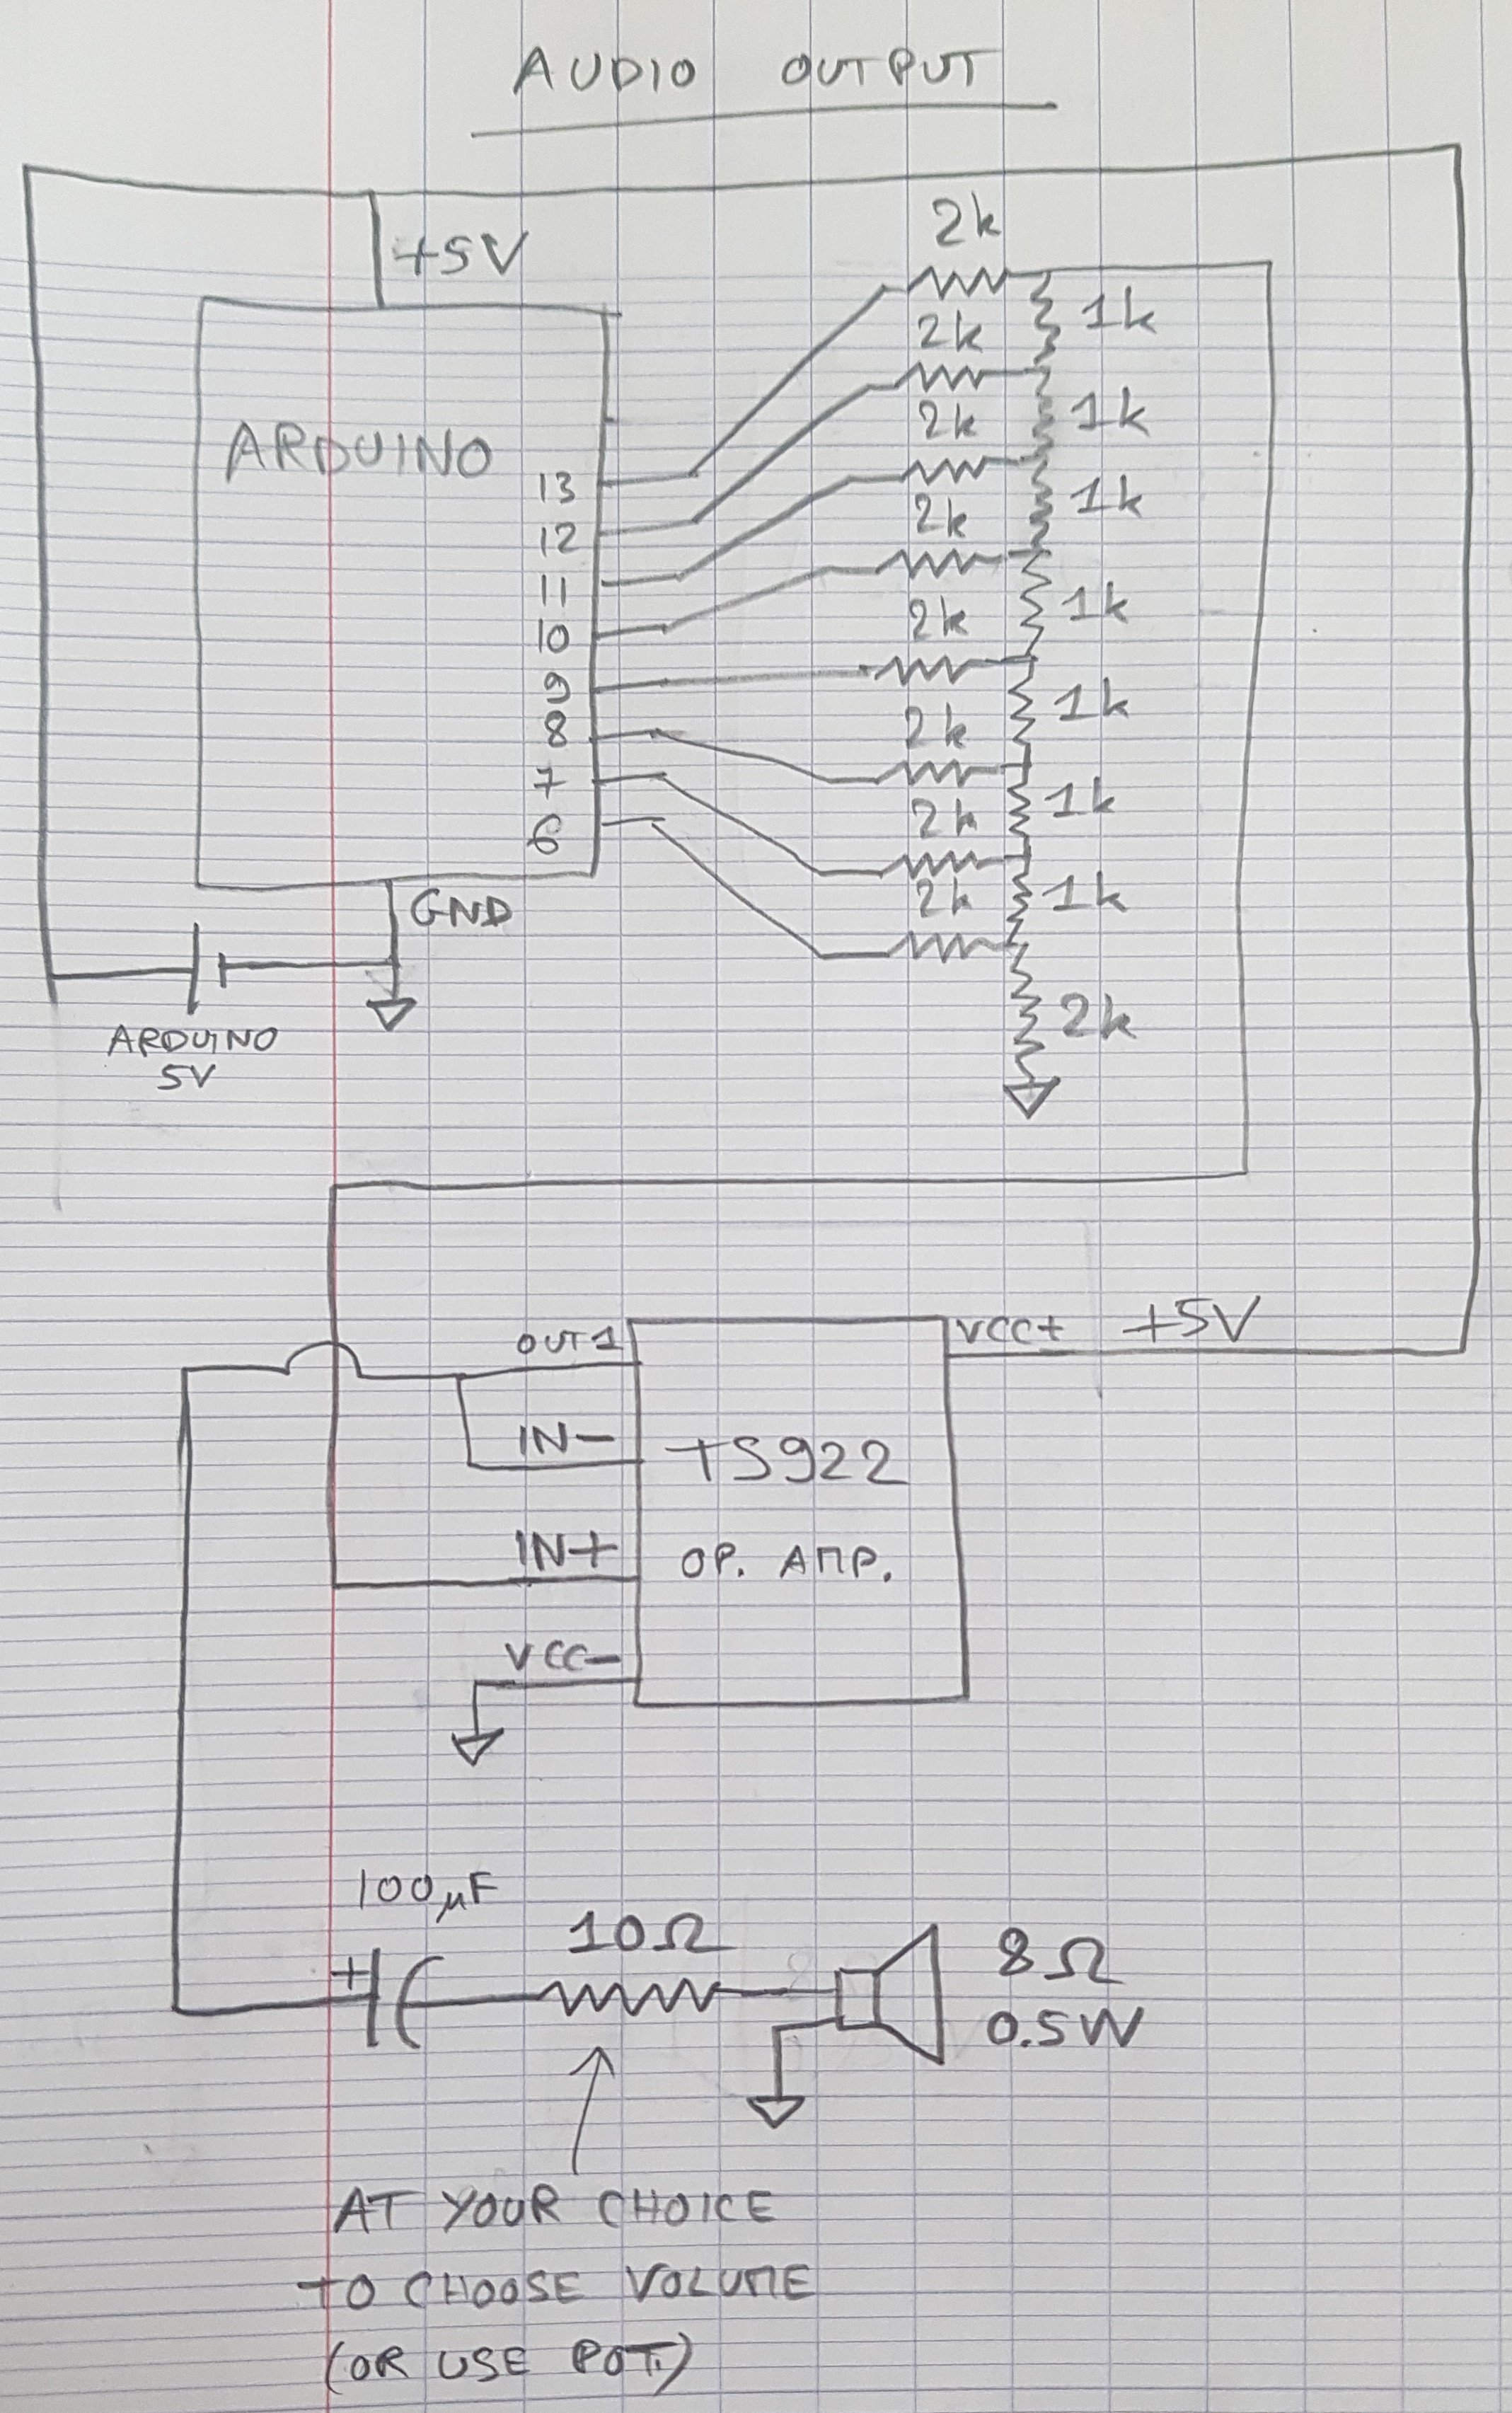 AUDIO OUTPUT
+5V
2k
1k
2k
1k
2k
1k
2k
1k
2k
1k
2k
1k
2k
1k
2k
2k
ARDUINO
13
12
11
10
9
8
7
6
GND
ARDUINO
5V
OUT1
VCC+ +5V
IN-
TS922
IN+
OP. AMP.
VCC-
100μF
10Ω
+
8Ω
0.5W
AT YOUR CHOICE
TO CHOOSE VOLUME
(OR USE POT.)